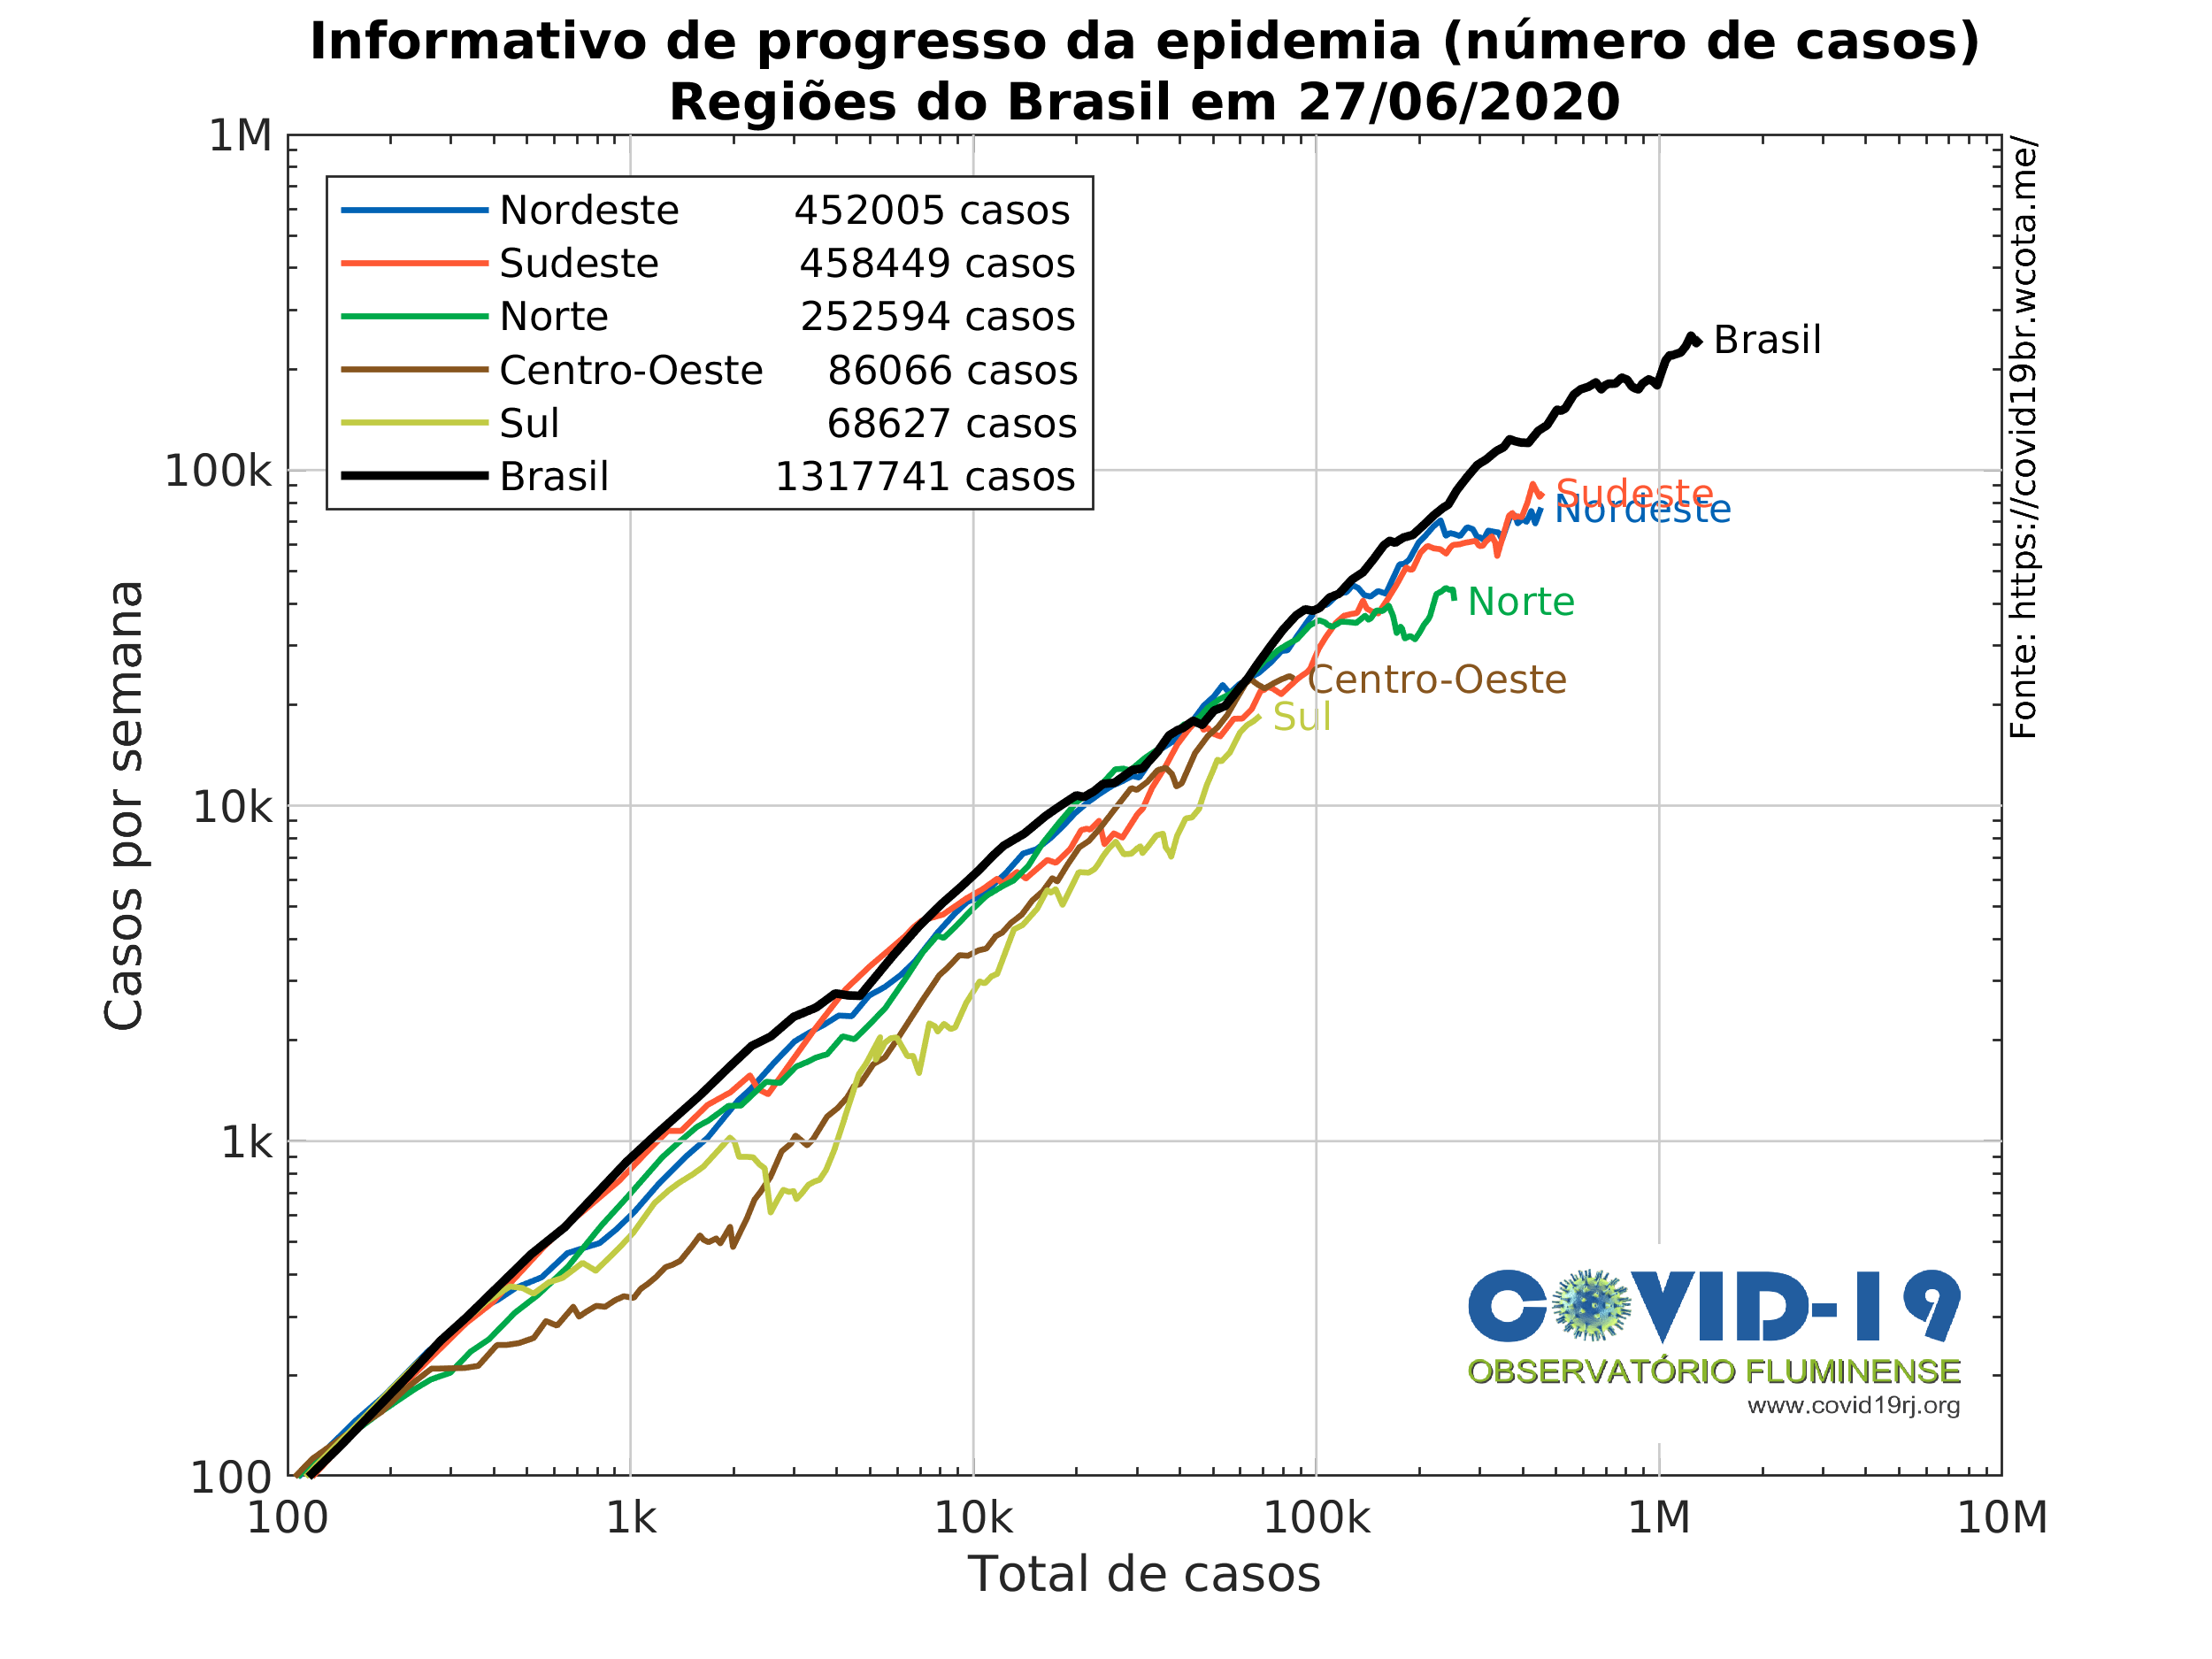 Informativo de progresso da epidemia (número de casos)
Regiões do Brasil em 27/06/2020
1M
100k
10k
1k
100
Casos por semana
Nordeste 452005 casos
Sudeste 458449 casos
Norte 252594 casos
Centro-Oeste 86066 casos
Sul 68627 casos
Brasil 1317741 casos
Brasil
Sudeste
Nordeste
Norte
Centro-Oeste
Sul
Fonte: https://covid19br.wcota.me/
COVID-19
OBSERVATÓRIO FLUMINENSE
www.covid19rj.org
100 1k 10k 100k 1M 10M
Total de casos